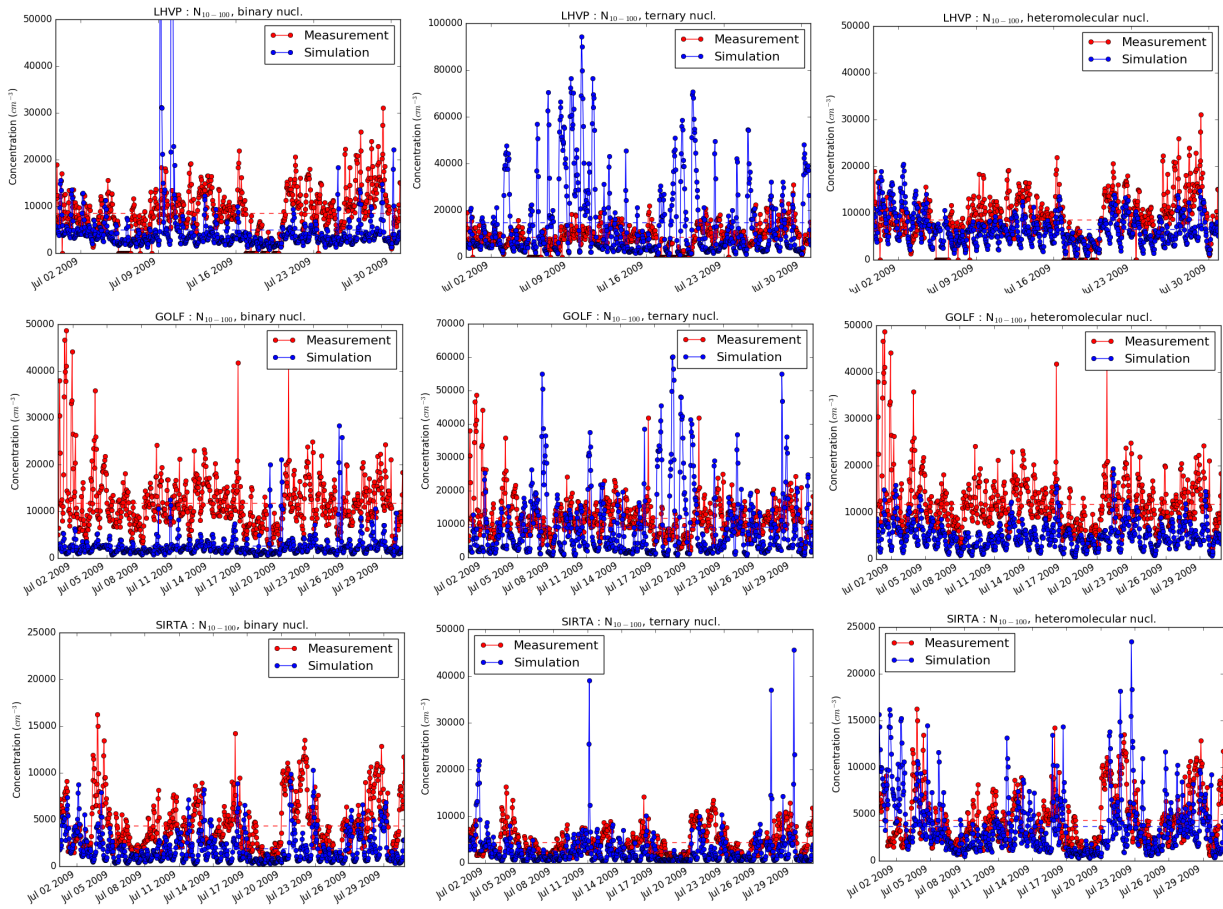 LHVP : N10−100, binary nucl.
50000
40000
30000
20000
10000
0
Concentration (cm−3)
Measurement
Simulation
Jul 02 2009
Jul 09 2009
Jul 16 2009
Jul 23 2009
Jul 30 2009
LHVP : N10−100, ternary nucl.
100000
80000
60000
40000
20000
0
Concentration (cm−3)
Measurement
Simulation
Jul 02 2009
Jul 09 2009
Jul 16 2009
Jul 23 2009
Jul 30 2009
LHVP : N10−100, heteromolecular nucl.
50000
40000
30000
20000
10000
0
Concentration (cm−3)
Measurement
Simulation
Jul 02 2009
Jul 09 2009
Jul 16 2009
Jul 23 2009
Jul 30 2009
GOLF : N10−100, binary nucl.
50000
40000
30000
20000
10000
0
Concentration (cm−3)
Measurement
Simulation
Jul 02 2009
Jul 05 2009
Jul 08 2009
Jul 11 2009
Jul 14 2009
Jul 17 2009
Jul 20 2009
Jul 23 2009
Jul 26 2009
Jul 29 2009
GOLF : N10−100, ternary nucl.
70000
60000
50000
40000
30000
20000
10000
0
Concentration (cm−3)
Measurement
Simulation
Jul 02 2009
Jul 05 2009
Jul 08 2009
Jul 11 2009
Jul 14 2009
Jul 17 2009
Jul 20 2009
Jul 23 2009
Jul 26 2009
Jul 29 2009
GOLF : N10−100, heteromolecular nucl.
50000
40000
30000
20000
10000
0
Concentration (cm−3)
Measurement
Simulation
Jul 02 2009
Jul 05 2009
Jul 08 2009
Jul 11 2009
Jul 14 2009
Jul 17 2009
Jul 20 2009
Jul 23 2009
Jul 26 2009
Jul 29 2009
SIRTA : N10−100, binary nucl.
25000
20000
15000
10000
5000
0
Concentration (cm−3)
Measurement
Simulation
Jul 02 2009
Jul 05 2009
Jul 08 2009
Jul 11 2009
Jul 14 2009
Jul 17 2009
Jul 20 2009
Jul 23 2009
Jul 26 2009
Jul 29 2009
SIRTA : N10−100, ternary nucl.
50000
40000
30000
20000
10000
0
Concentration (cm−3)
Measurement
Simulation
Jul 02 2009
Jul 05 2009
Jul 08 2009
Jul 11 2009
Jul 14 2009
Jul 17 2009
Jul 20 2009
Jul 23 2009
Jul 26 2009
Jul 29 2009
SIRTA : N10−100, heteromolecular nucl.
25000
20000
15000
10000
5000
0
Concentration (cm−3)
Measurement
Simulation
Jul 02 2009
Jul 05 2009
Jul 08 2009
Jul 11 2009
Jul 14 2009
Jul 17 2009
Jul 20 2009
Jul 23 2009
Jul 26 2009
Jul 29 2009